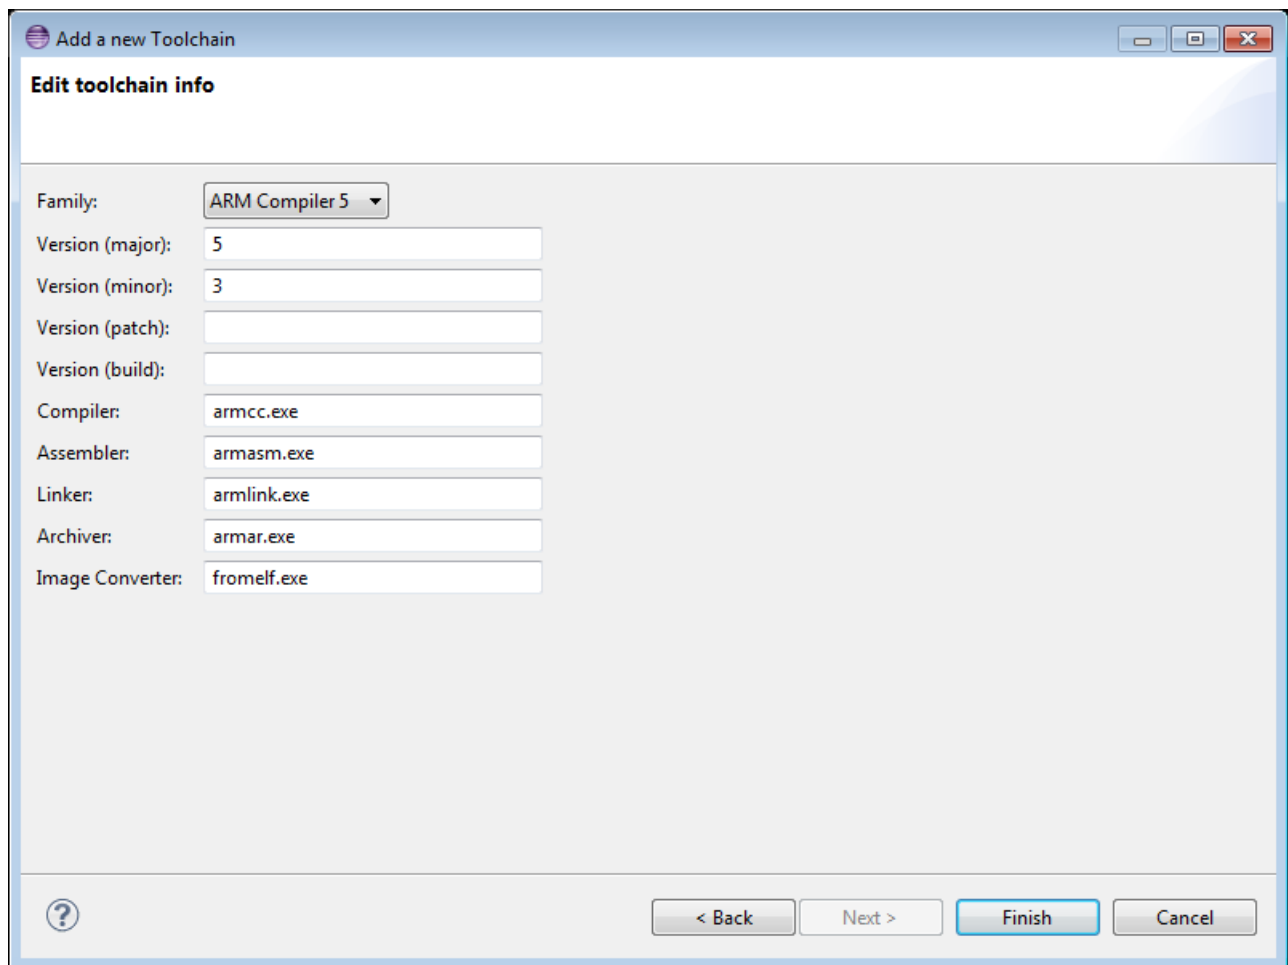 Add a new Toolchain
Edit toolchain info
Family: ARM Compiler 5
Version (major): 5
Version (minor): 3
Version (patch):
Version (build):
Compiler: armcc.exe
Assembler: armasm.exe
Linker: armlink.exe
Archiver: armar.exe
Image Converter: fromelf.exe
? < Back Next > Finish Cancel